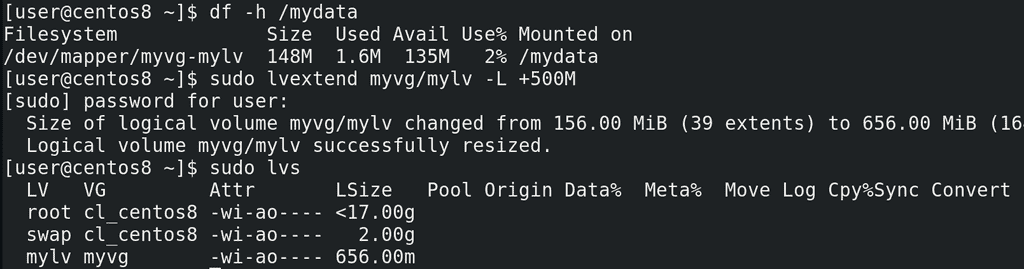 [user@centos8 ~]$ df -h /mydata
Filesystem              Size  Used Avail Use% Mounted on
/dev/mapper/myvg-mylv  148M  1.6M  135M   2% /mydata
[user@centos8 ~]$ sudo lvextend myvg/mylv -L +500M
[sudo] password for user:
  Size of logical volume myvg/mylv changed from 156.00 MiB (39 extents) to 656.00 MiB (16
  Logical volume myvg/mylv successfully resized.
[user@centos8 ~]$ sudo lvs
  LV   VG         Attr       LSize   Pool Origin Data%  Meta%  Move Log Cpy%Sync Convert
  root cl_centos8 -wi-ao---- <17.00g
  swap cl_centos8 -wi-ao----   2.00g
  mylv myvg       -wi-ao---- 656.00m